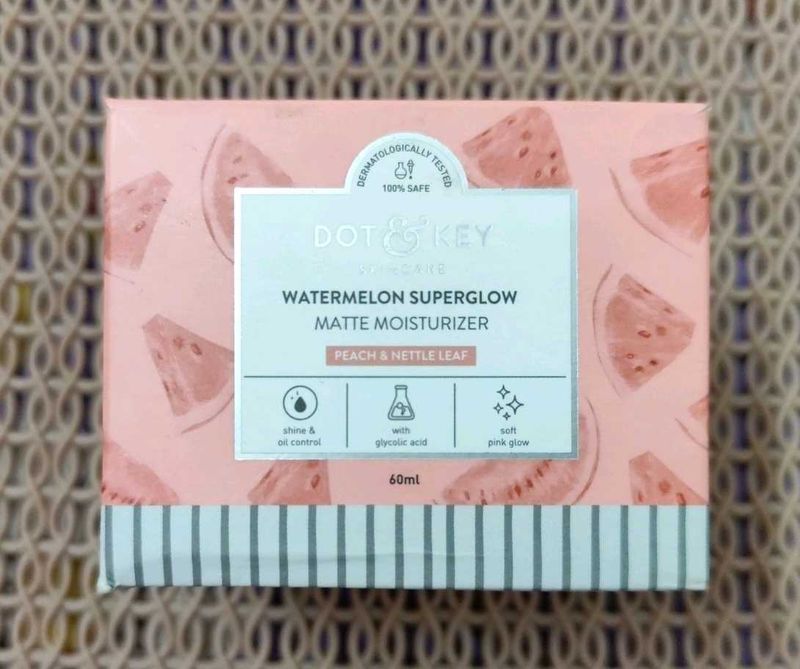 DERMATOLOGICALLY TESTED
100% SAFE
DOT & KEY
SKINCARE
WATERMELON SUPERGLOW
MATTE MOISTURIZER
PEACH & NETTLE LEAF
shine &
oil control
with
glycolic acid
soft
pink glow
60ml